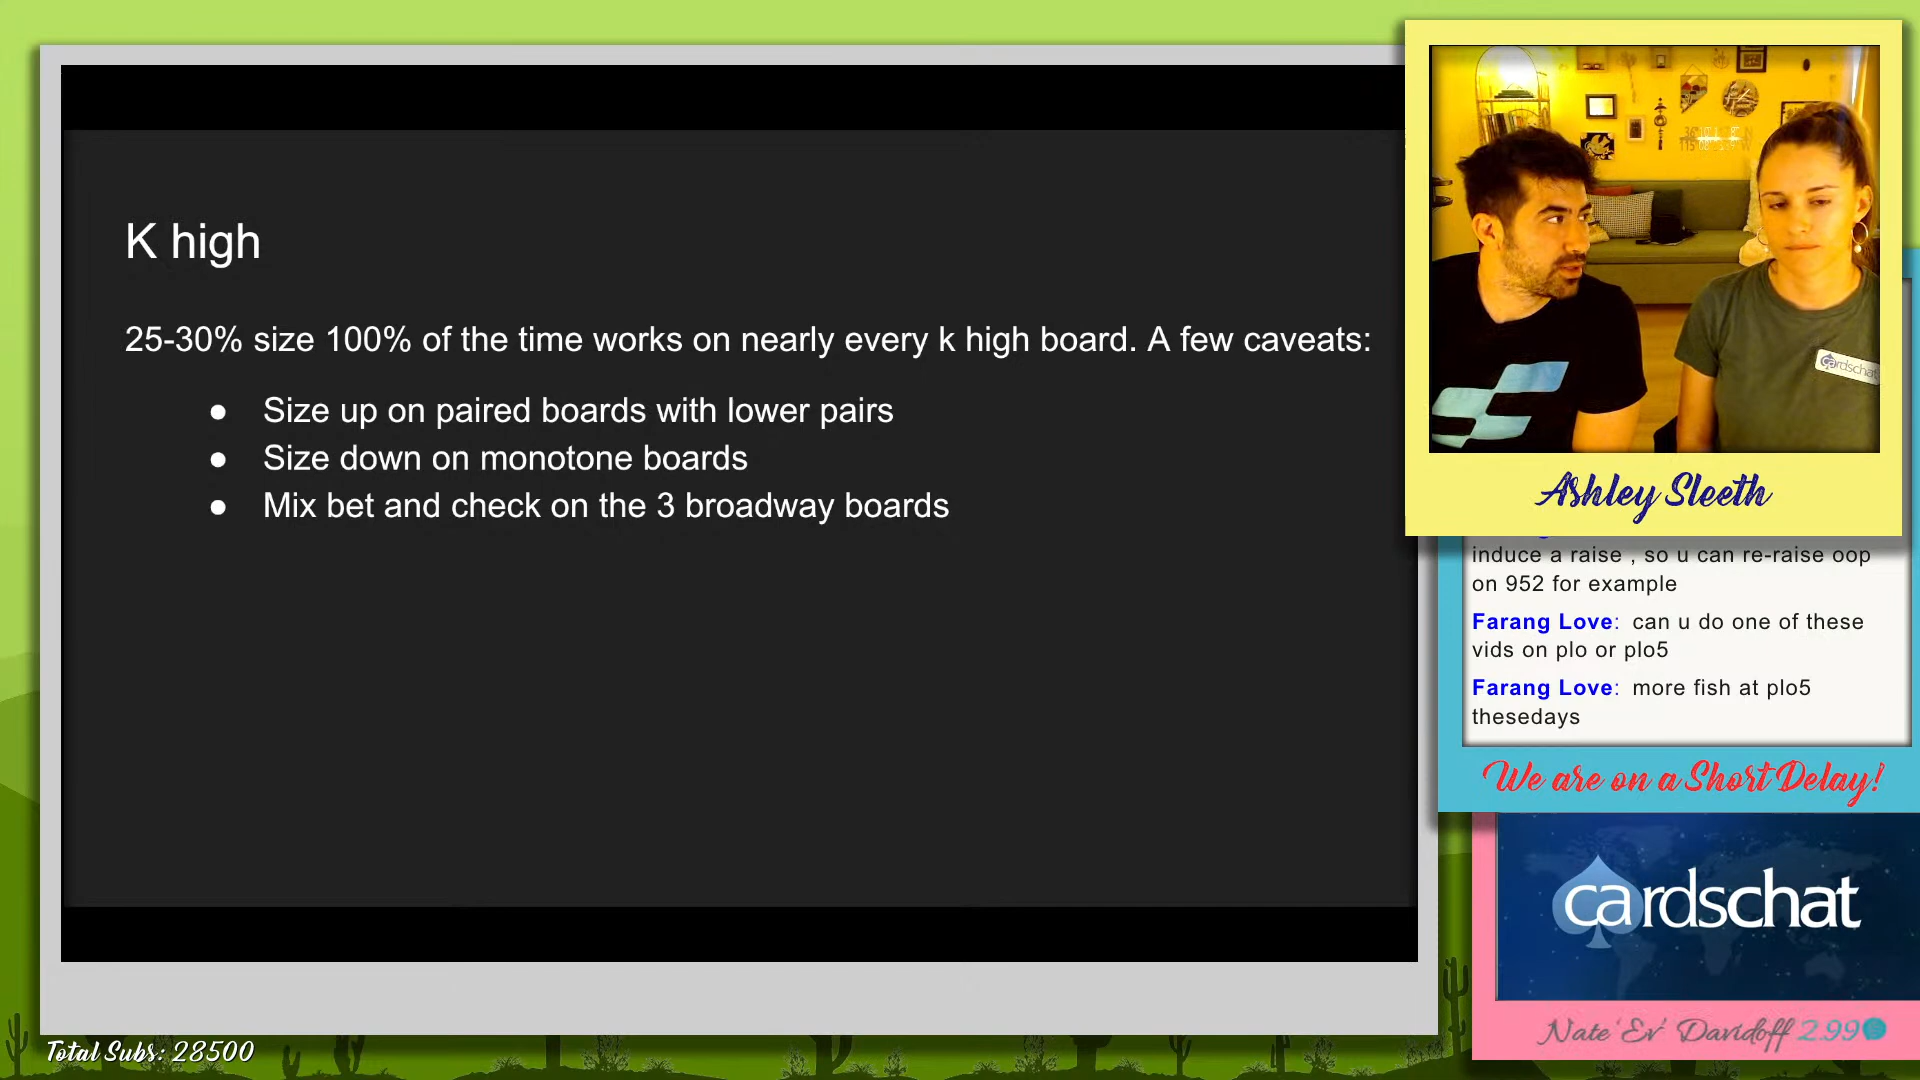 K high
25-30% size 100% of the time works on nearly every k high board. A few caveats:
● Size up on paired boards with lower pairs
● Size down on monotone boards
● Mix bet and check on the 3 broadway boards
cardschat
Ashley Sleeth
induce a raise , so u can re-raise oop
on 952 for example
Farang Love: can u do one of these
vids on plo or plo5
Farang Love: more fish at plo5
thesedays
We are on a Short Delay!
cardschat
Nate 'Ev' Davidoff 2.99
Total Subs: 28500